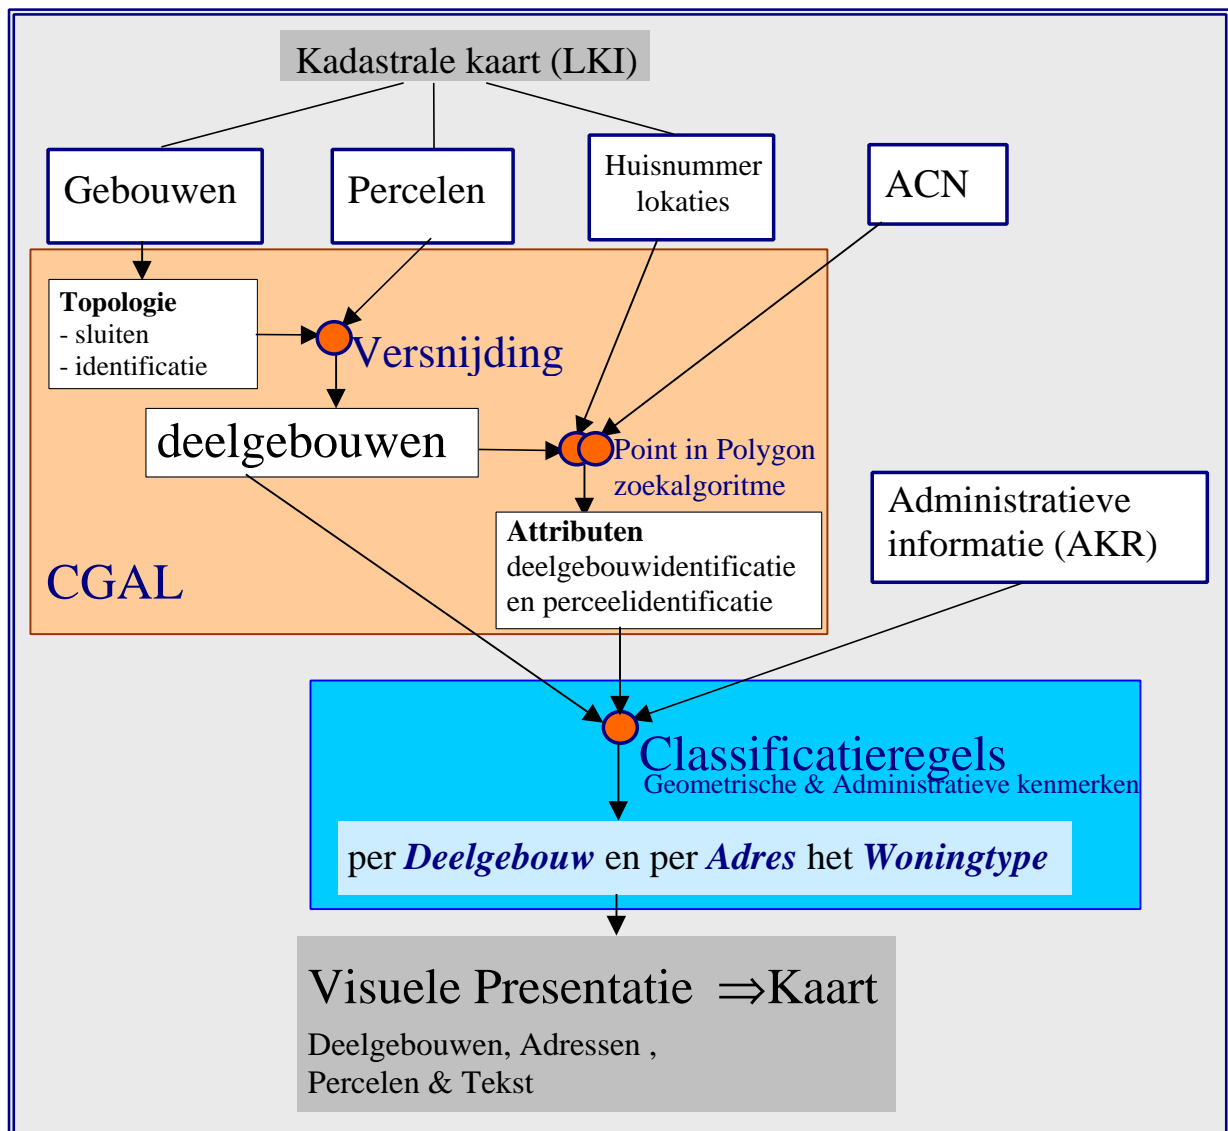 Kadastrale kaart (LKI)
Gebouwen
Percelen
Huisnummer
lokaties
ACN
Topologie
- sluiten
- identificatie
Versnijding
deelgebouwen
Point in Polygon
zoekalgoritme
Attributen
deelgebouwidentificatie
en perceelidentificatie
CGAL
Administratieve
informatie (AKR)
Classificatieregels
Geometrische & Administratieve kenmerken
per Deelgebouw en per Adres het Woningtype
Visuele Presentatie ⇒Kaart
Deelgebouwen, Adressen ,
Percelen & Tekst